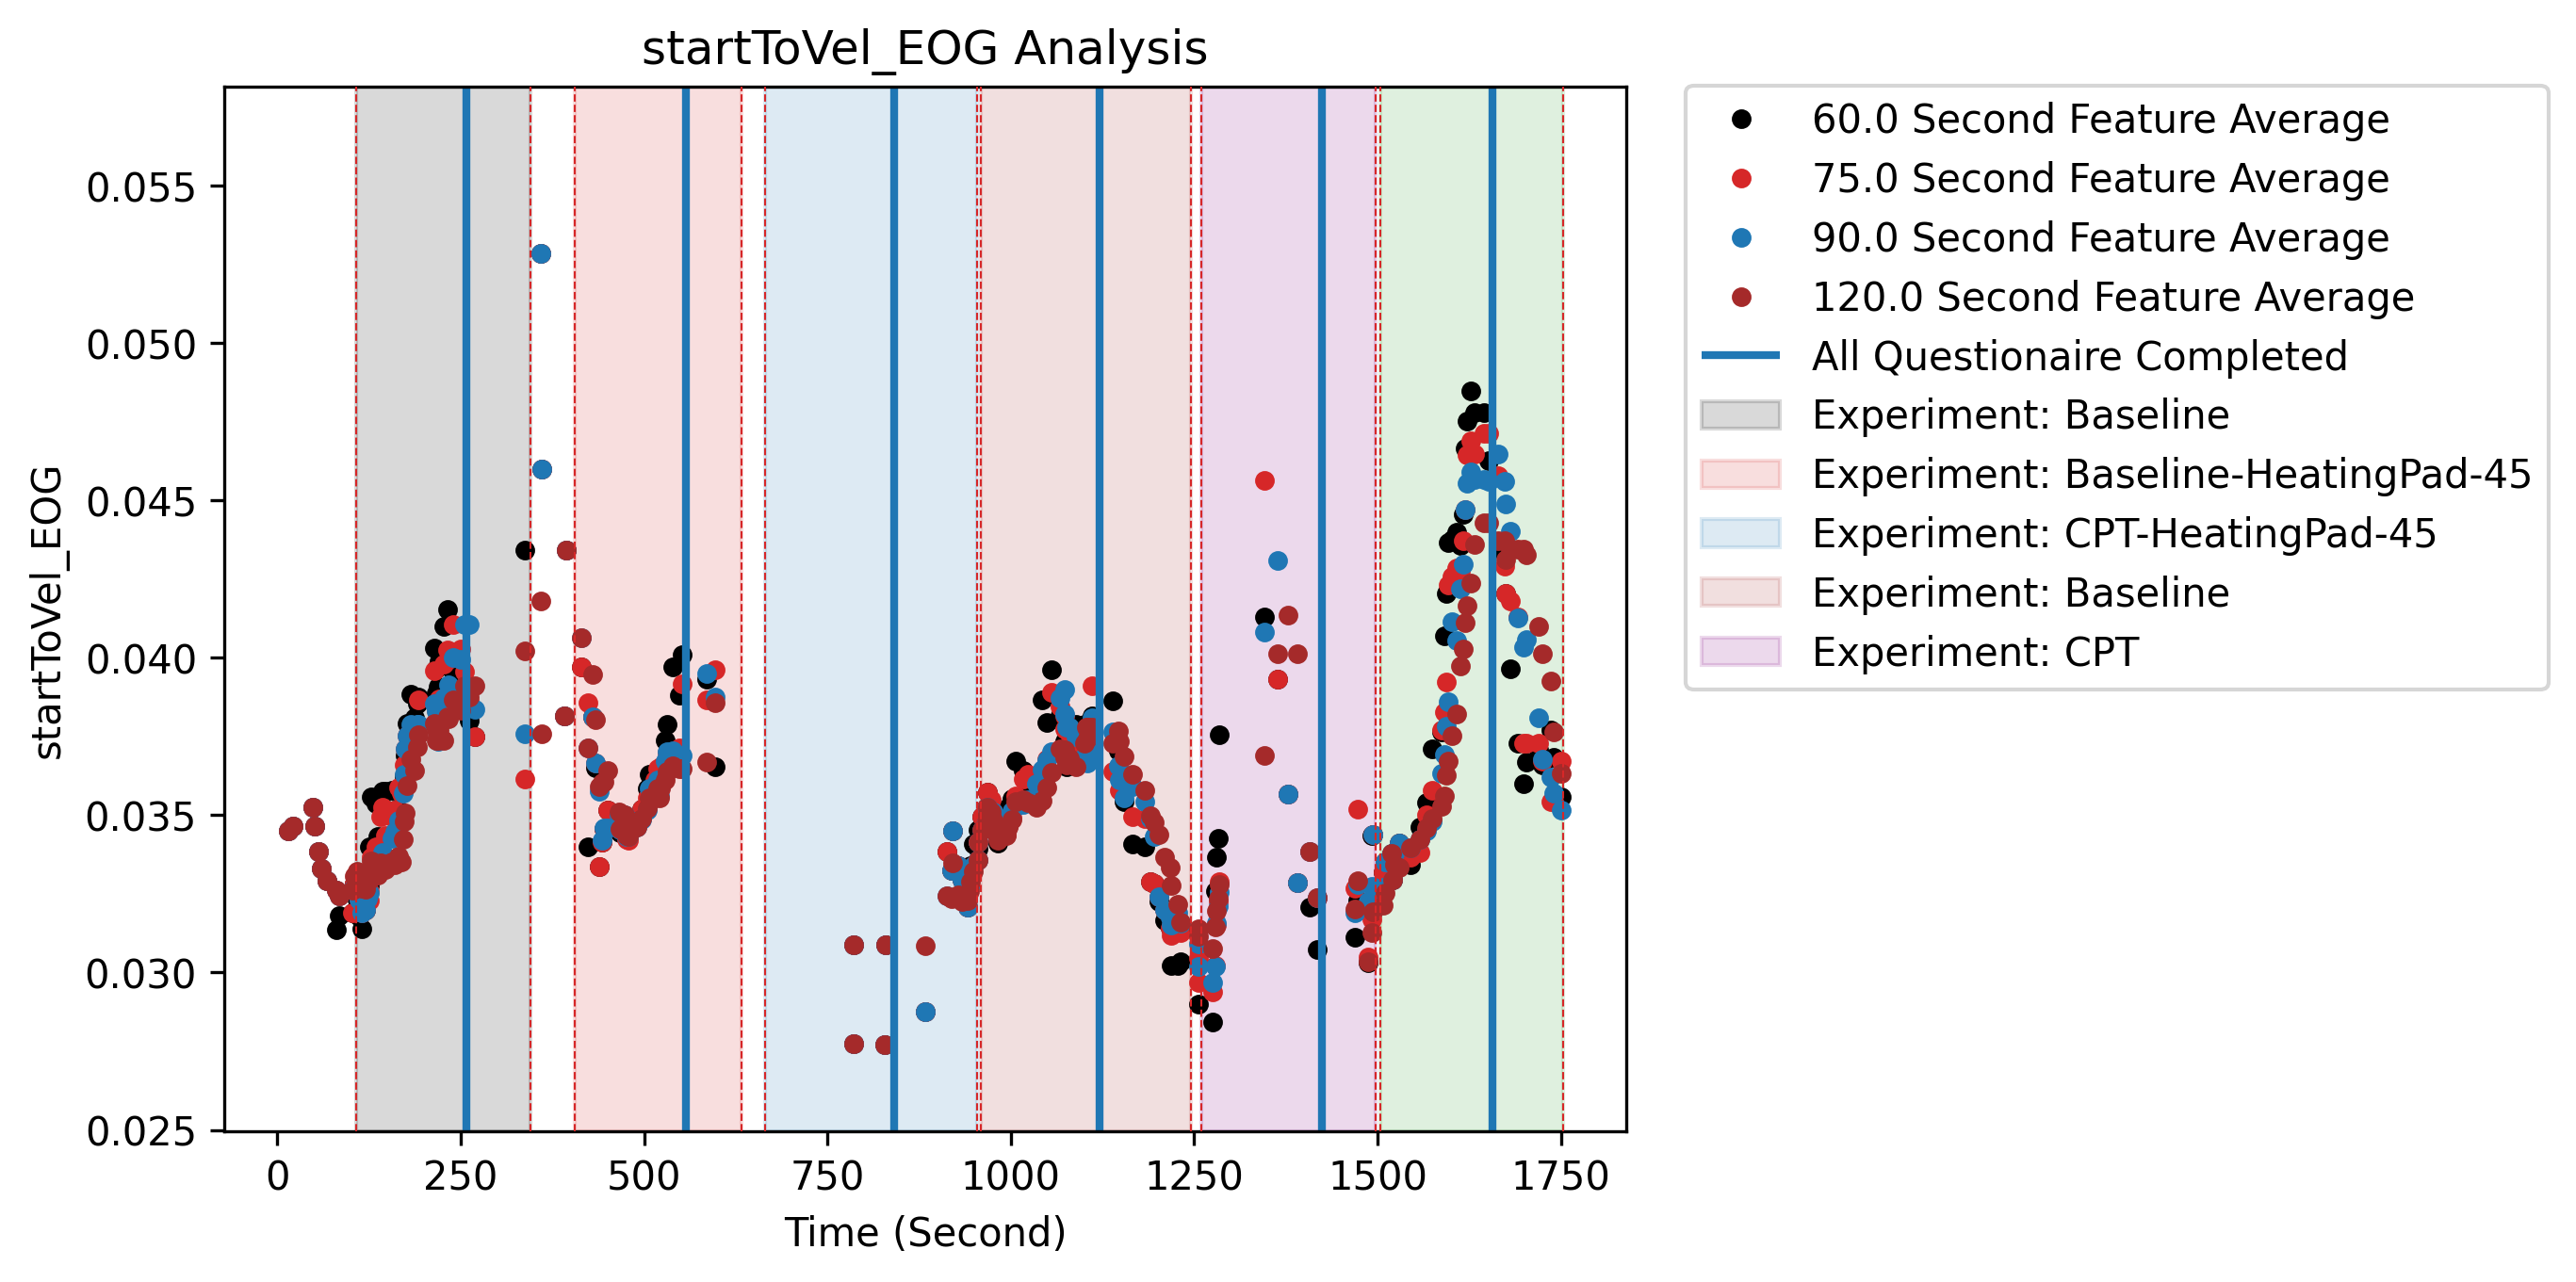 startToVel_EOG Analysis
startToVel_EOG
0.055
0.050
0.045
0.040
0.035
0.030
0.025
0 250 500 750 1000 1250 1500 1750
Time (Second)
60.0 Second Feature Average
75.0 Second Feature Average
90.0 Second Feature Average
120.0 Second Feature Average
All Questionaire Completed
Experiment: Baseline
Experiment: Baseline-HeatingPad-45
Experiment: CPT-HeatingPad-45
Experiment: Baseline
Experiment: CPT